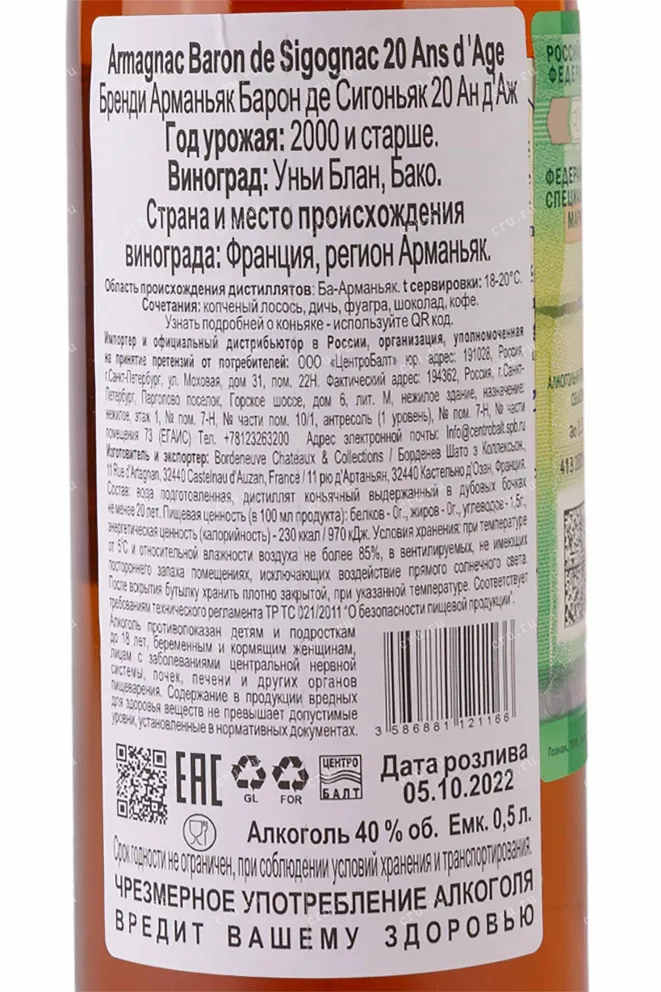 Armagnac Baron de Sigognac 20 Ans d'Age
Бренди Арманьяк Барон де Сигоньяк 20 Ан д'Аж
Год урожая: 2000 и старше.
Виноград: Уньи Блан, Бако.
Страна и место происхождения
винограда: Франция, регион Арманьяк.
Область происхождения дистиллятов: Ба-Арманьяк. t сервировки: 18-20°С.
Сочетания: копченый лосось, дичь, фуагра, шоколад, кофе.
Узнать подробней о коньяке - используйте QR код.
Импортер и официальный дистрибьютор в России, организация, уполномоченная
на принятие претензий от потребителей: ООО «ЦентроБалт» юр. адрес: 191028, Россия,
г.Санкт-Петербург, ул. Моховая, дом 31, пом. 22Н. Фактический адрес: 194362, Россия, г.Санкт-
Петербург, Парголово поселок, Горское шоссе, дом 6, лит. М, нежилое здание, назначение:
нежилое, этаж 1, № пом. 7-Н, № части пом. 10/1, антресоль (1 уровень), № пом. 7-Н, № части
помещения 73 (ЕГАИС) Тел. +78123263200 Адрес электронной почты: Info@centrobalt.spb.ru
Изготовитель и экспортер: Bordeneuve Chateaux & Collections / Борденев Шато э Коллексьон.
11 Rue d'Artagnan, 32440 Castelnau d'Auzan, France / 11 рю д'Артаньян, 32440 Кастельно д'Озан, Франция.
Состав: вода подготовленная, дистиллят коньячный выдержанный в дубовых бочках
не менее 20 лет. Пищевая ценность (в 100 мл продукта): белков - 0г., жиров - 0г., углеводов - 1,5г.,
энергетическая ценность (калорийность) - 230 ккал / 970 кДж. Условия хранения: при температуре
от 5°С и относительной влажности воздуха не более 85%, в вентилируемых, не имеющих
постороннего запаха помещениях, исключающих воздействие прямого солнечного света.
После вскрытия бутылку хранить плотно закрытой, при указанной температуре. Соответствует
требованиям технического регламента ТР ТС 021/2011 "О безопасности пищевой продукции".
Алкоголь противопоказан детям и подросткам
до 18 лет, беременным и кормящим женщинам,
лицам с заболеваниями центральной нервной
системы, почек, печени и других органов
пищеварения. Содержание в продукции вредных
для здоровья веществ не превышает допустимые
уровни, установленные в нормативных документах.
3 586881 121166
ЕАС
GL
FOR
ЦЕНТРО
БАЛТ
Дата розлива
05.10.2022
Алкоголь 40 % об. Емк. 0,5 л.
Срок годности не ограничен, при соблюдении условий хранения и транспортирования.
ЧРЕЗМЕРНОЕ УПОТРЕБЛЕНИЕ АЛКОГОЛЯ
ВРЕДИТ ВАШЕМУ ЗДОРОВЬЮ
cru.ru